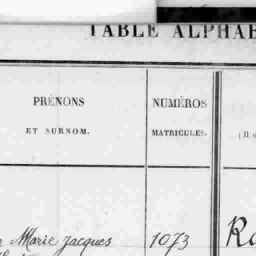 TABLE ALPHAB
PRÉNONS
ET SURNOM.
NUMÉROS
MATRICULES.
Marie Jacques
1073